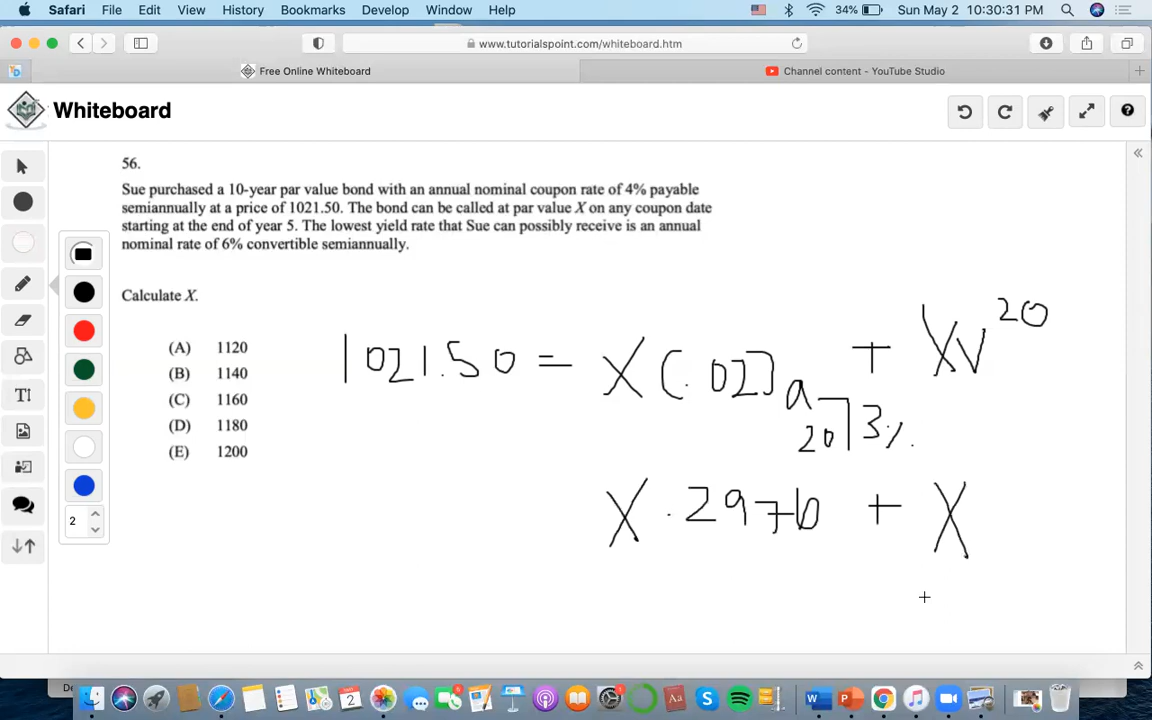 Safari File Edit View History Bookmarks Develop Window Help 34% Sun May 2 10:30:31 PM
www.tutorialspoint.com/whiteboard.htm
Free Online Whiteboard Channel content - YouTube Studio
Whiteboard
56.
Sue purchased a 10-year par value bond with an annual nominal coupon rate of 4% payable
semiannually at a price of 1021.50. The bond can be called at par value X on any coupon date
starting at the end of year 5. The lowest yield rate that Sue can possibly receive is an annual
nominal rate of 6% convertible semiannually.
Calculate X.
(A) 1120
(B) 1140
(C) 1160
(D) 1180
(E) 1200
1021.50 = X(.02) a 20 3%. + XV 20
X .2976 + X
2